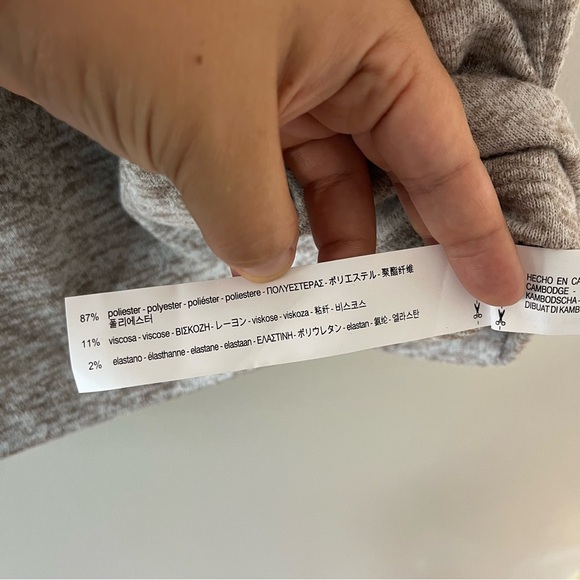 87% poliester - polyester - poliéster - poliestere - ΠΟΛΥΕΣΤΕΡΑΣ - ポリエステル - 聚酯纤维
폴리에스터
11% viscosa - viscose - ΒΙΣΚΟΖΗ - レーヨン - viskose - viskoza - 粘纤 - 비스코스
2% elastano - élasthanne - elastane - elastaan - ΕΛΑΣΤΙΝΗ - ポリウレタン - elastan - 氨纶 - 엘라스탄
HECHO EN CA
CAMBODGE -
KAMBODSCHA -
DIBUAT DI KAMB